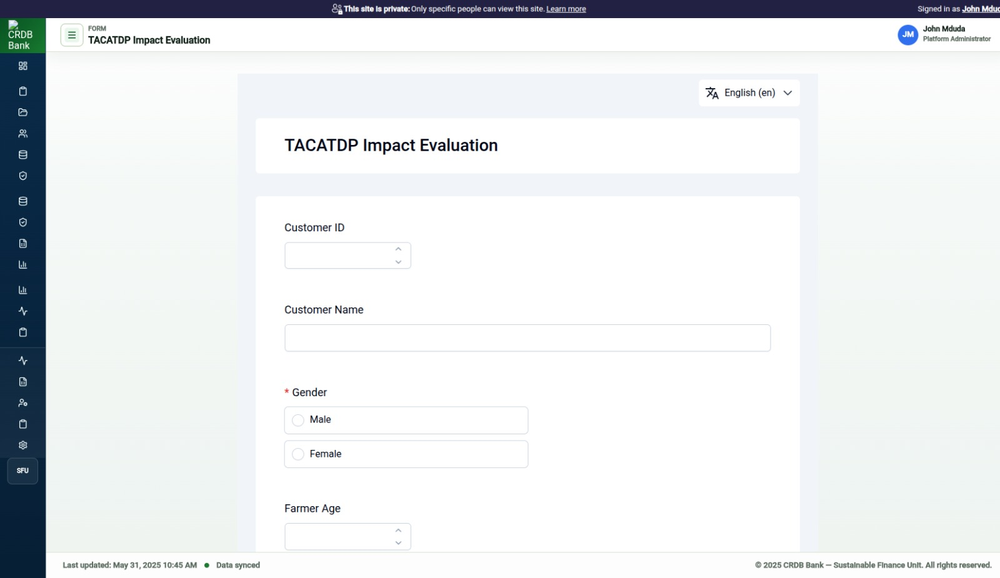 This site is private: Only specific people can view this site. Learn more
Signed in as John Mduc
CRDB
Bank
FORM
TACATDP Impact Evaluation
JM
John Mduda
Platform Administrator
English (en)
TACATDP Impact Evaluation
Customer ID
Customer Name
* Gender
Male
Female
Farmer Age
SFU
Last updated: May 31, 2025 10:45 AM ● Data synced
© 2025 CRDB Bank — Sustainable Finance Unit. All rights reserved.